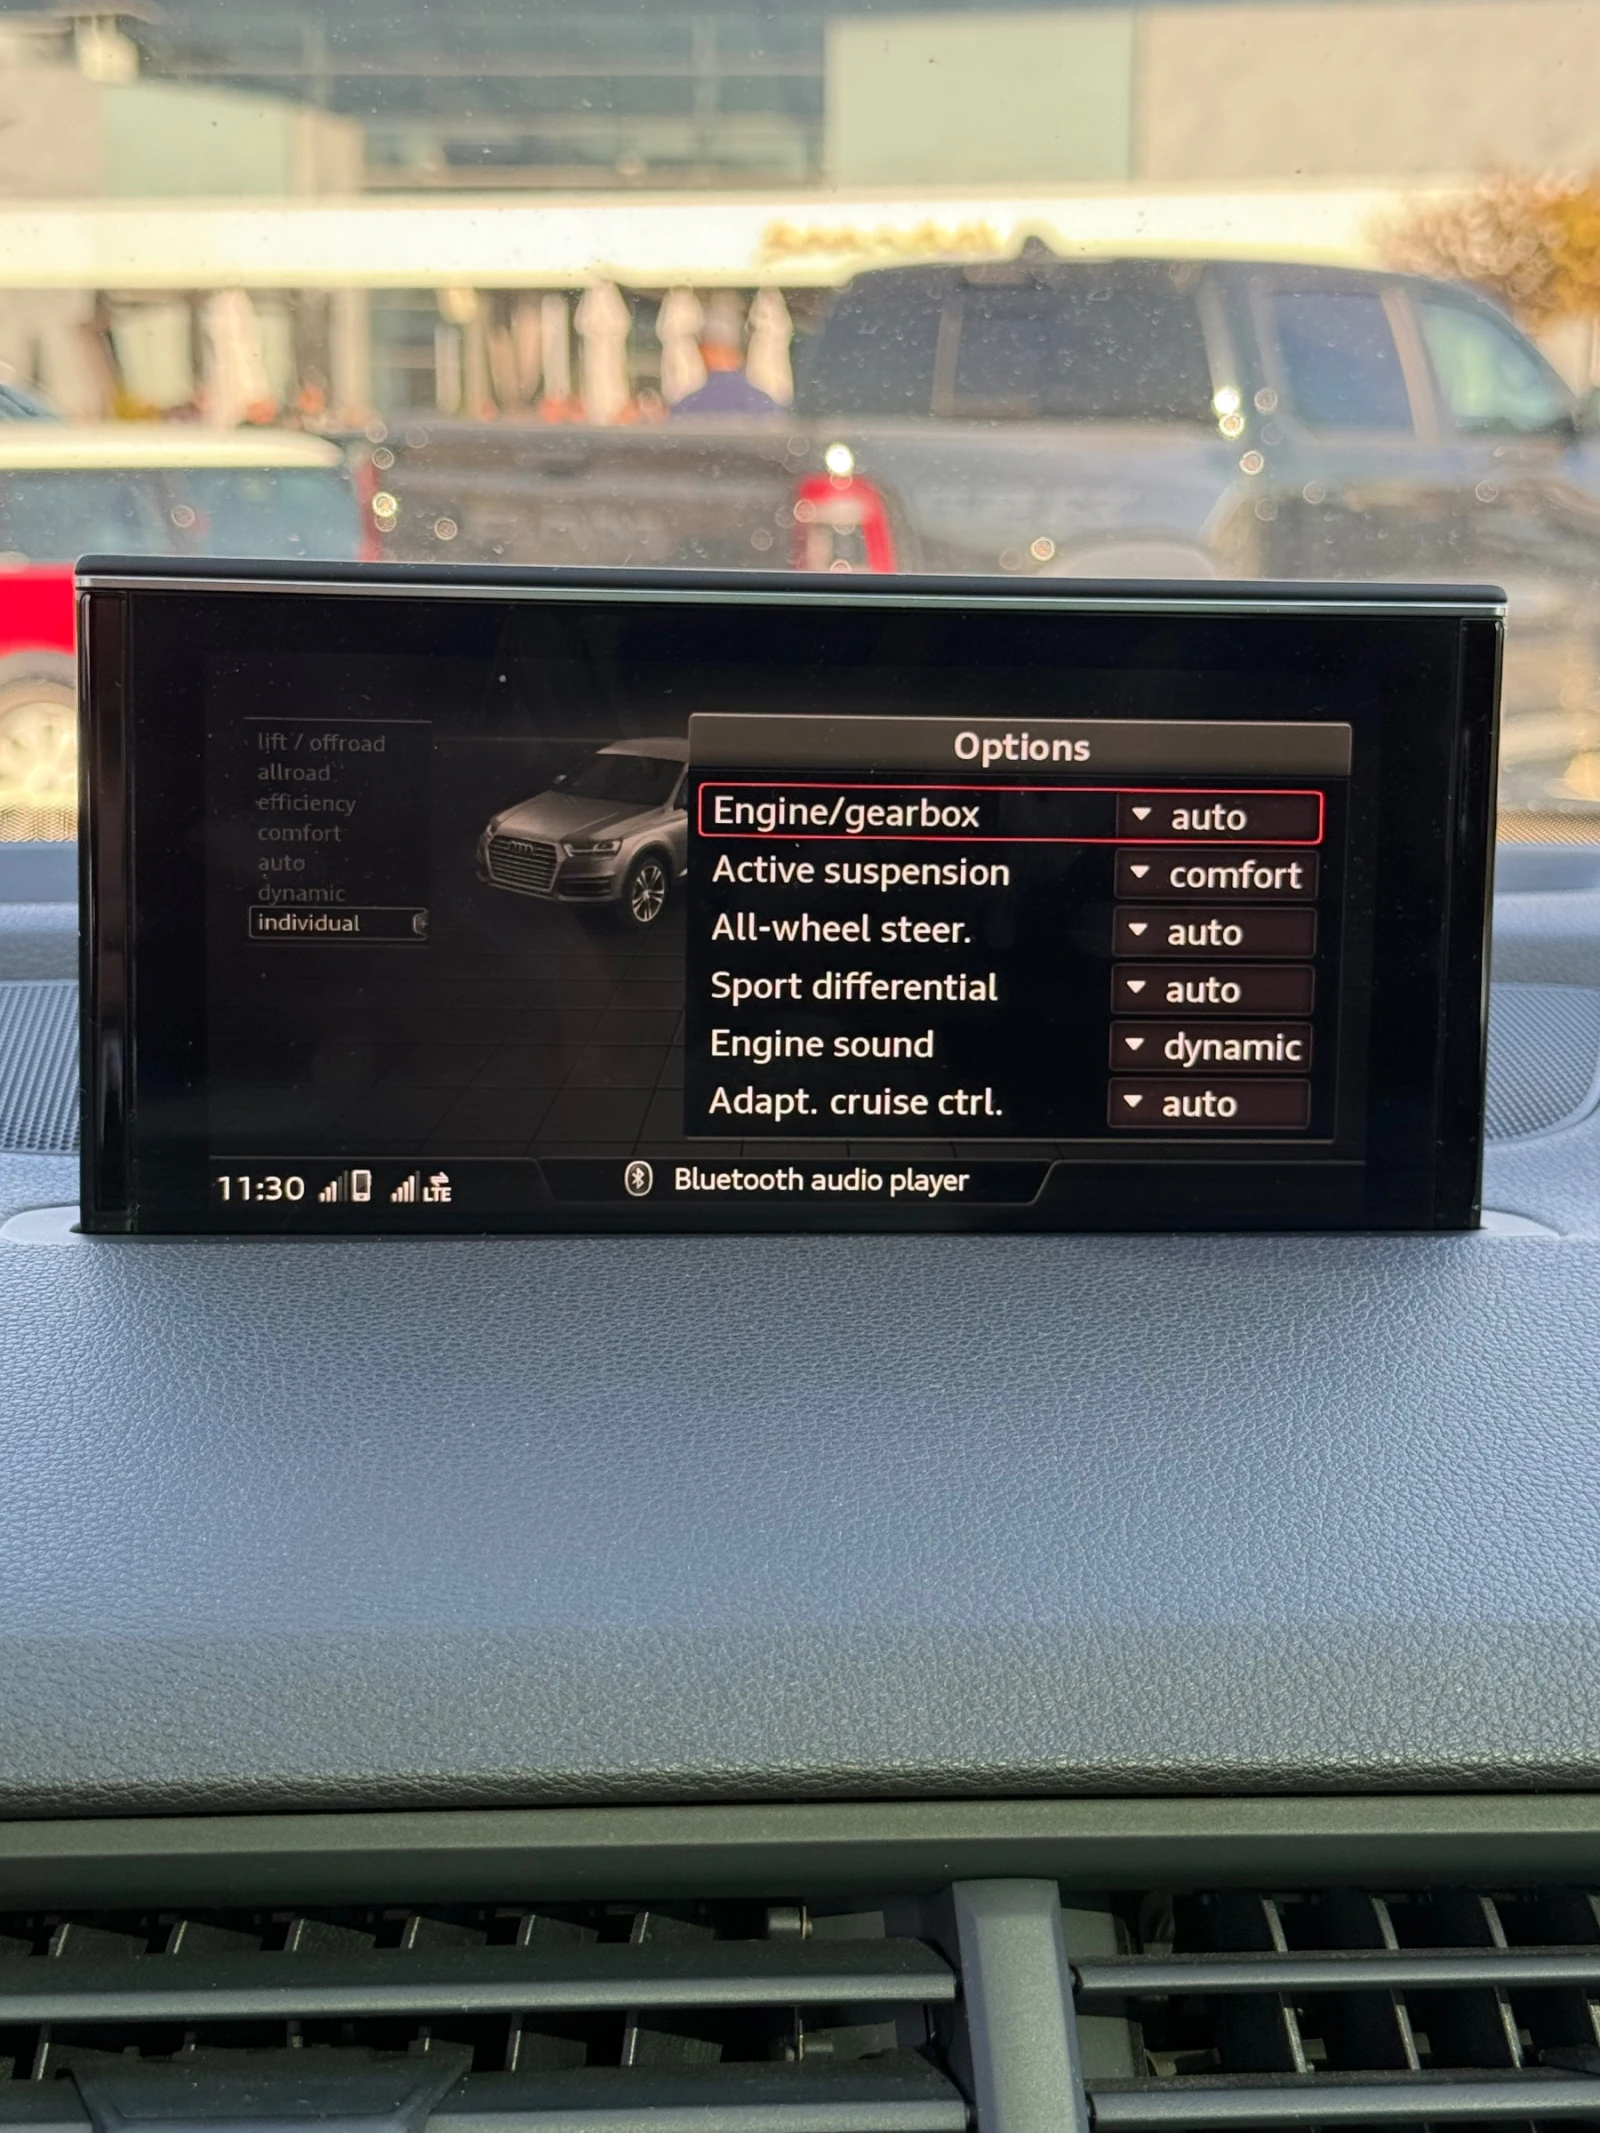 lift / offroad
allroad
efficiency
comfort
auto
dynamic
individual
Options
Engine/gearbox auto
Active suspension comfort
All-wheel steer. auto
Sport differential auto
Engine sound dynamic
Adapt. cruise ctrl. auto
11:30 LTE Bluetooth audio player